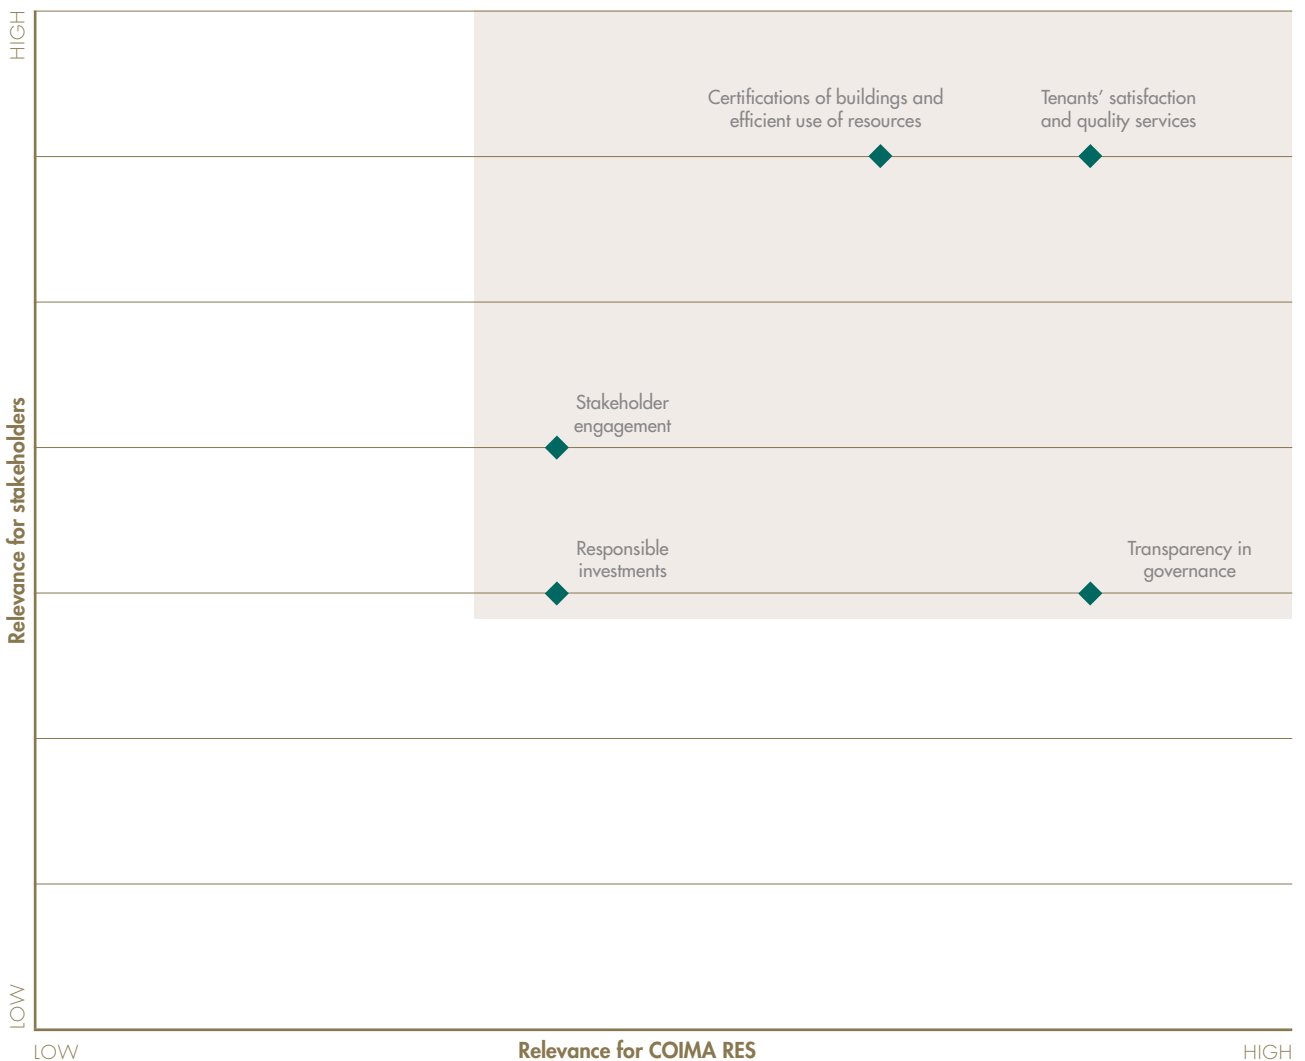 HIGH
Certifications of buildings and
efficient use of resources
Tenants' satisfaction
and quality services
Stakeholder
engagement
Relevance for stakeholders
Responsible
investments
Transparency in
governance
LOW
LOW
Relevance for COIMA RES
HIGH